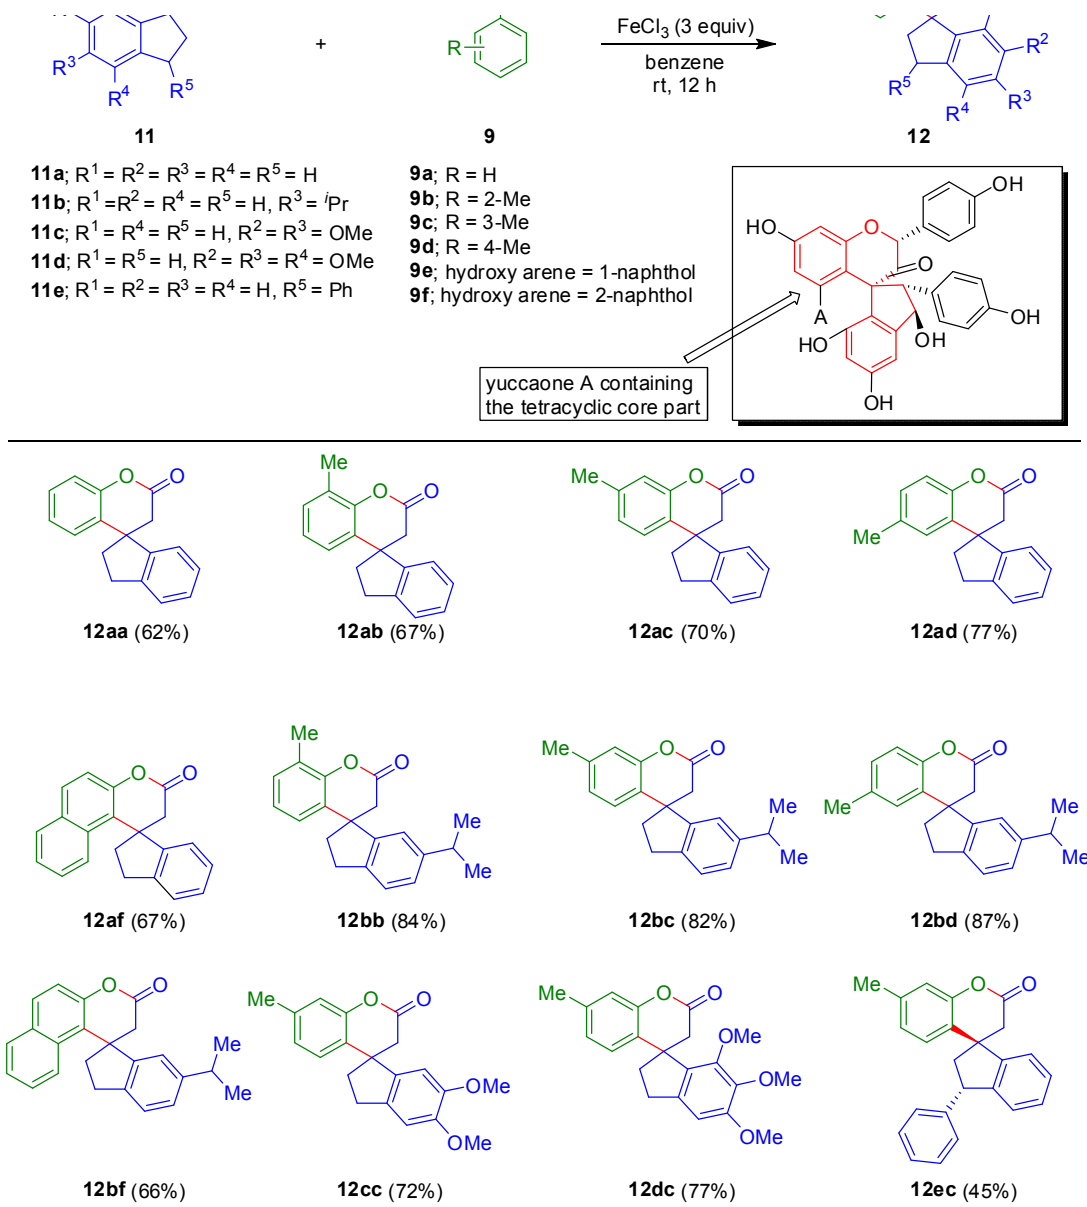 FeCl3 (3 equiv)
benzene
rt, 12 h
+
R3
R4
R5
R
R2
R5
R3
R4
11
9
12
11a; R1 = R2 = R3 = R4 = R5 = H
11b; R1 =R2 = R4 = R5 = H, R3 = iPr
11c; R1 = R4 = R5 = H, R2 = R3 = OMe
11d; R1 = R5 = H, R2 = R3 = R4 = OMe
11e; R1 = R2 = R3 = R4 = H, R5 = Ph
9a; R = H
9b; R = 2-Me
9c; R = 3-Me
9d; R = 4-Me
9e; hydroxy arene = 1-naphthol
9f; hydroxy arene = 2-naphthol
OH
HO
O
O
A
OH
HO
OH
OH
yuccaone A containing
the tetracyclic core part
O
O
Me
O
O
Me
O
O
O
O
Me
12aa (62%)
12ab (67%)
12ac (70%)
12ad (77%)
O
O
Me
O
O
Me
Me
Me
O
O
Me
Me
O
O
Me
Me
Me
12af (67%)
12bb (84%)
12bc (82%)
12bd (87%)
O
O
Me
Me
Me
O
O
OMe
OMe
Me
O
O
OMe
OMe
OMe
Me
O
O
12bf (66%)
12cc (72%)
12dc (77%)
12ec (45%)